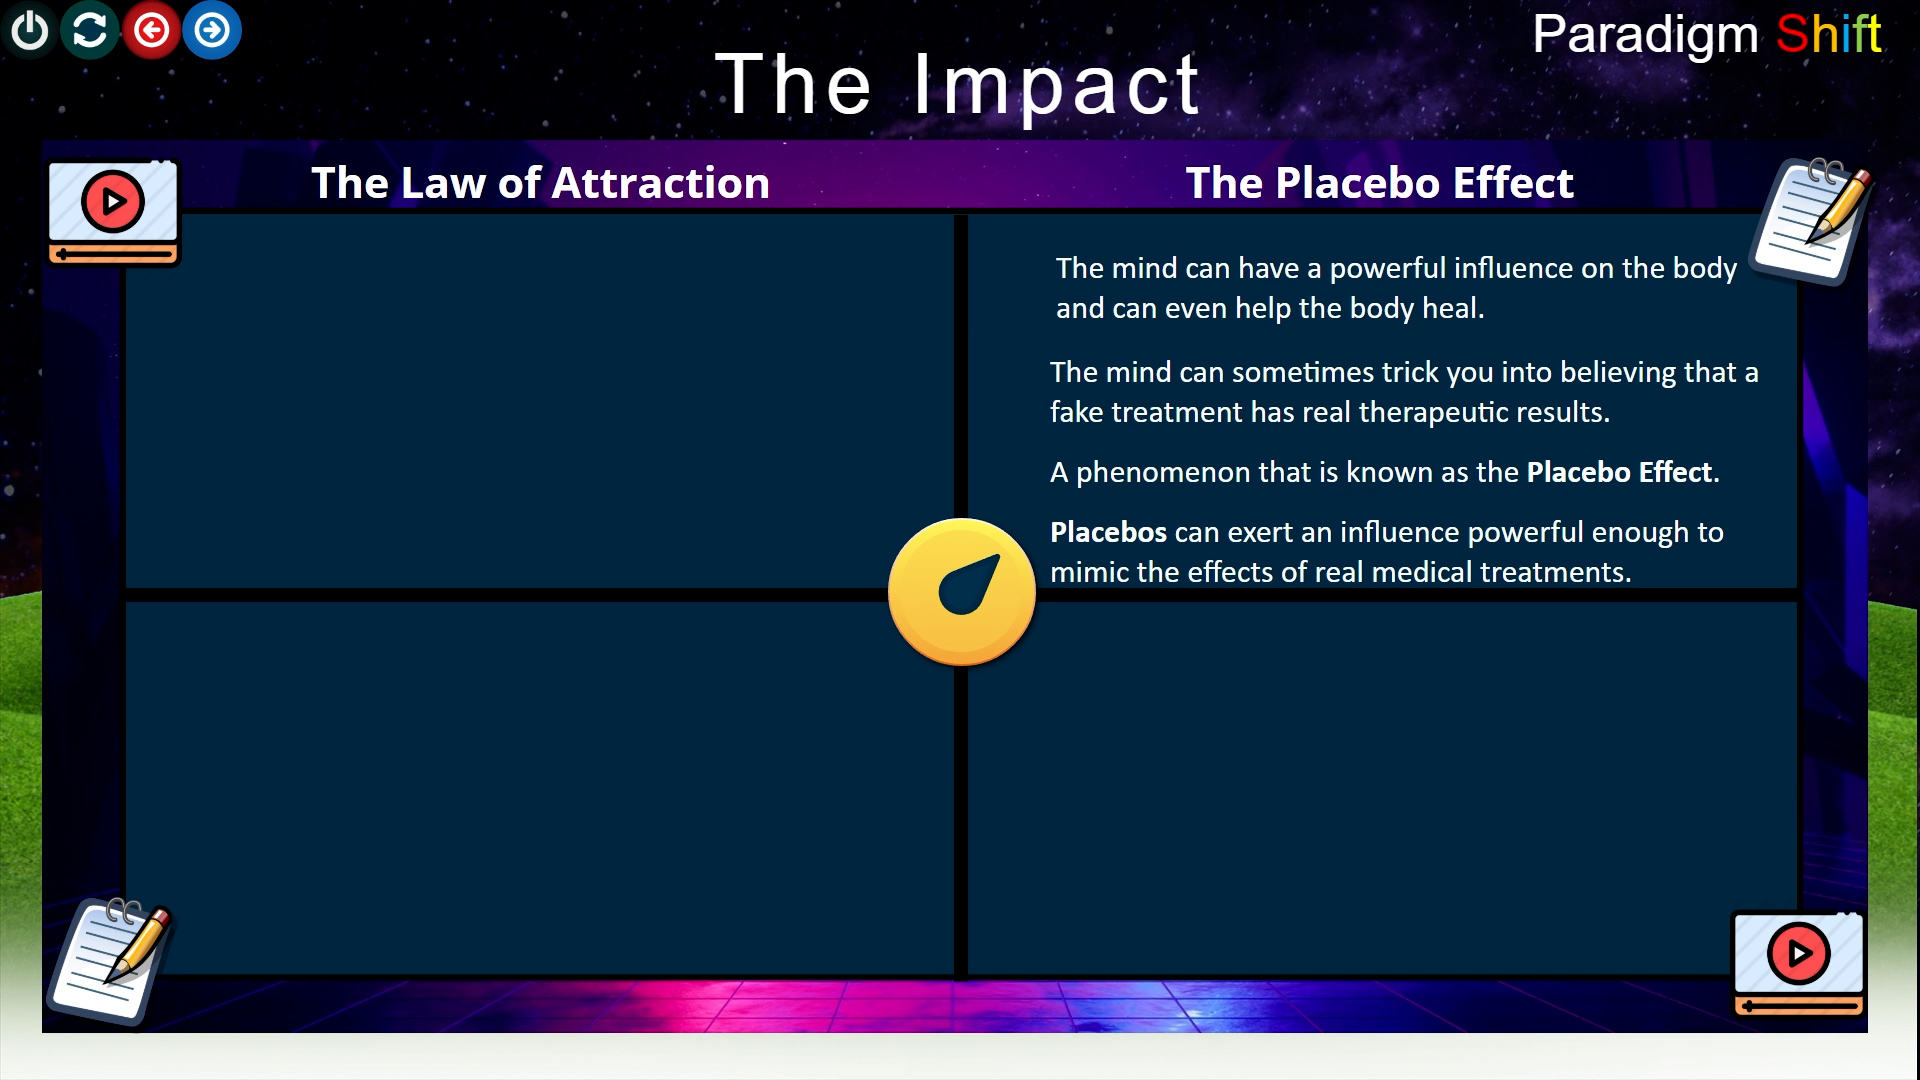 Paradigm Shift
The Impact
The Law of Attraction
The Placebo Effect
The mind can have a powerful influence on the body
and can even help the body heal.
The mind can sometimes trick you into believing that a
fake treatment has real therapeutic results.
A phenomenon that is known as the Placebo Effect.
Placebos can exert an influence powerful enough to
mimic the effects of real medical treatments.